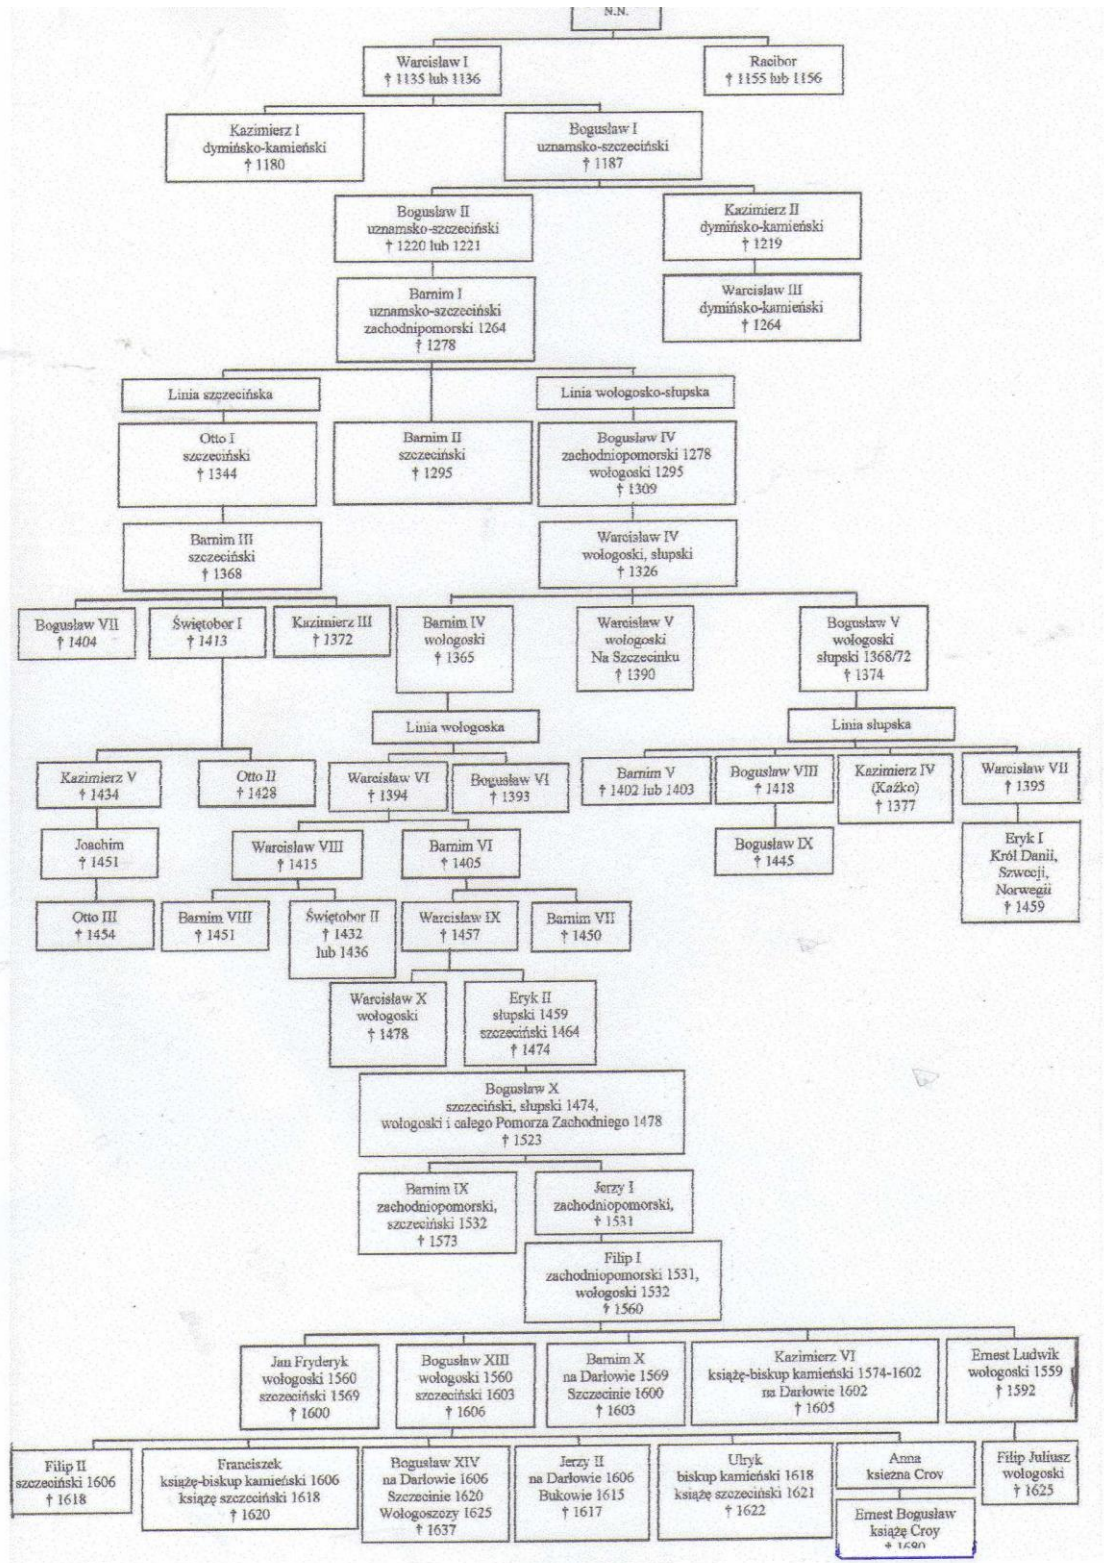 N.N.
Warcisław I
† 1135 lub 1136
Racibor
† 1155 lub 1156
Kazimierz I
dymińsko-kamieński
† 1180
Bogusław I
uznamsko-szczeciński
† 1187
Bogusław II
uznamsko-szczeciński
† 1220 lub 1221
Kazimierz II
dymińsko-kamieński
† 1219
Barnim I
uznamsko-szczeciński
zachodnipomorski 1264
† 1278
Warcisław III
dymińsko-kamieński
† 1264
Linia szczecińska
Linia wołogosko-słupska
Otto I
szczeciński
† 1344
Barnim II
szczeciński
† 1295
Bogusław IV
zachodniopomorski 1278
wołogoski 1295
† 1309
Barnim III
szczeciński
† 1368
Warcisław IV
wołogoski, słupski
† 1326
Bogusław VII
† 1404
Świętobor I
† 1413
Kazimierz III
† 1372
Barnim IV
wołogoski
† 1365
Warcisław V
wołogoski
Na Szczecinku
† 1390
Bogusław V
wołogoski
słupski 1368/72
† 1374
Linia wołogoska
Linia słupska
Kazimierz V
† 1434
Otto II
† 1428
Warcisław VI
† 1394
Bogusław VI
† 1393
Barnim V
† 1402 lub 1403
Bogusław VIII
† 1418
Kazimierz IV
(Kaźko)
† 1377
Warcisław VII
† 1395
Joachim
† 1451
Warcisław VIII
† 1415
Barnim VI
† 1405
Bogusław IX
† 1445
Eryk I
Król Danii,
Szwecji,
Norwegii
† 1459
Otto III
† 1454
Barnim VIII
† 1451
Świętobor II
† 1432
lub 1436
Warcisław IX
† 1457
Barnim VII
† 1450
Warcisław X
wołogoski
† 1478
Eryk II
słupski 1459
szczeciński 1464
† 1474
Bogusław X
szczeciński, słupski 1474,
wołogoski i całego Pomorza Zachodniego 1478
† 1523
Barnim IX
zachodniopomorski,
szczeciński 1532
† 1573
Jerzy I
zachodniopomorski,
† 1531
Filip I
zachodniopomorski 1531,
wołogoski 1532
† 1560
Jan Fryderyk
wołogoski 1560
szczeciński 1569
† 1600
Bogusław XIII
wołogoski 1560
szczeciński 1603
† 1606
Barnim X
na Darłowie 1569
Szczecinie 1600
† 1603
Kazimierz VI
książę-biskup kamieński 1574-1602
na Darłowie 1602
† 1605
Ernest Ludwik
wołogoski 1559
† 1592
Filip II
szczeciński 1606
† 1618
Franciszek
książę-biskup kamieński 1606
książę szczeciński 1618
† 1620
Bogusław XIV
na Darłowie 1606
Szczecinie 1620
Wołogoszczy 1625
† 1637
Jerzy II
na Darłowie 1606
Bukowie 1615
† 1617
Ulryk
biskup kamieński 1618
książę szczeciński 1621
† 1622
Anna
księżna Croy
Filip Juliusz
wołogoski
† 1625
Ernest Bogusław
książę Croy
† 1680